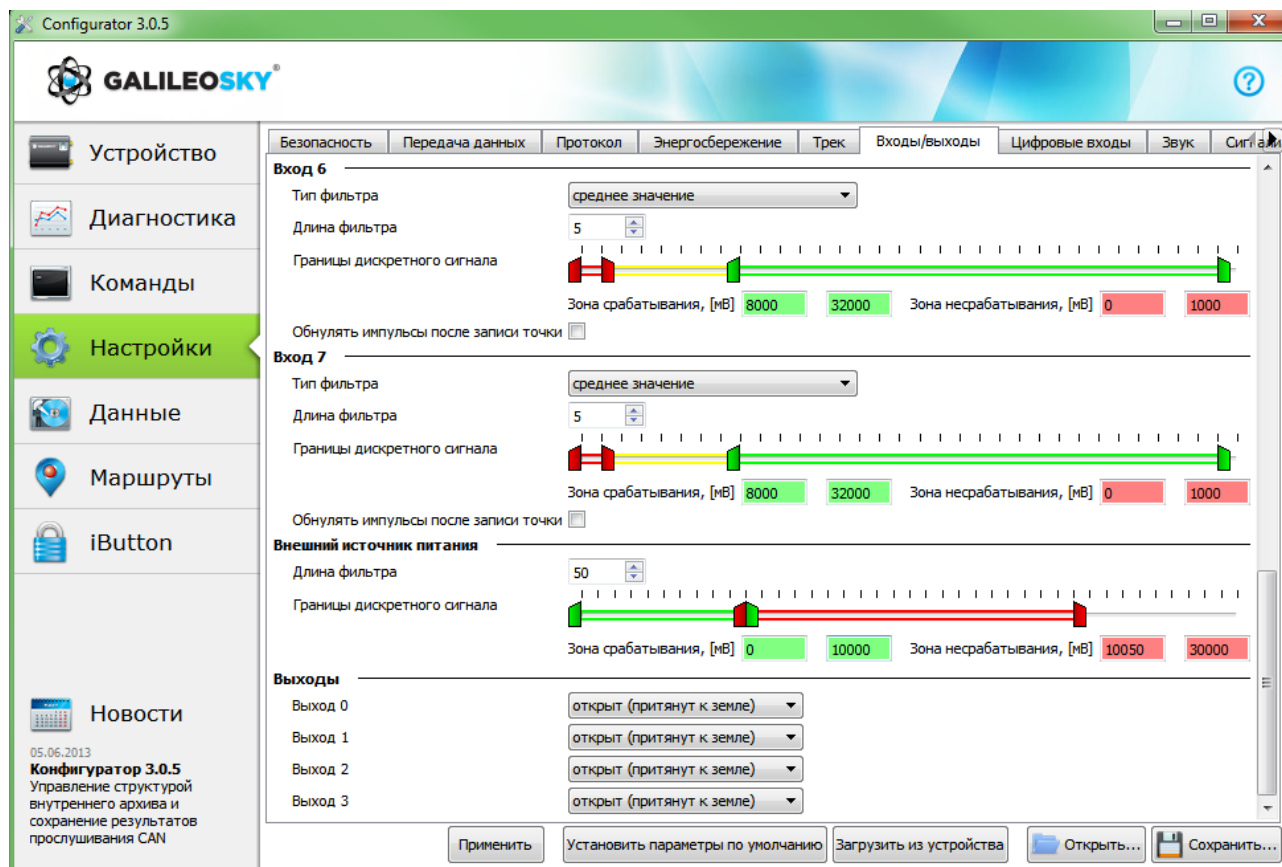 Configurator 3.0.5
GALILEOSKY®
?
Устройство
Диагностика
Команды
Настройки
Данные
Маршруты
iButton
Новости
05.06.2013
Конфигуратор 3.0.5
Управление структурой
внутреннего архива и
сохранение результатов
прослушивания CAN
Безопасность Передача данных Протокол Энергосбережение Трек Входы/выходы Цифровые входы Звук
Вход 6
Тип фильтра среднее значение
Длина фильтра 5
Границы дискретного сигнала
Зона срабатывания, [мВ] 8000 32000 Зона несрабатывания, [мВ] 0 1000
Обнулять импульсы после записи точки
Вход 7
Тип фильтра среднее значение
Длина фильтра 5
Границы дискретного сигнала
Зона срабатывания, [мВ] 8000 32000 Зона несрабатывания, [мВ] 0 1000
Обнулять импульсы после записи точки
Внешний источник питания
Длина фильтра 50
Границы дискретного сигнала
Зона срабатывания, [мВ] 0 10000 Зона несрабатывания, [мВ] 10050 30000
Выходы
Выход 0 открыт (притянут к земле)
Выход 1 открыт (притянут к земле)
Выход 2 открыт (притянут к земле)
Выход 3 открыт (притянут к земле)
Применить Установить параметры по умолчанию Загрузить из устройства Открыть... Сохранить...